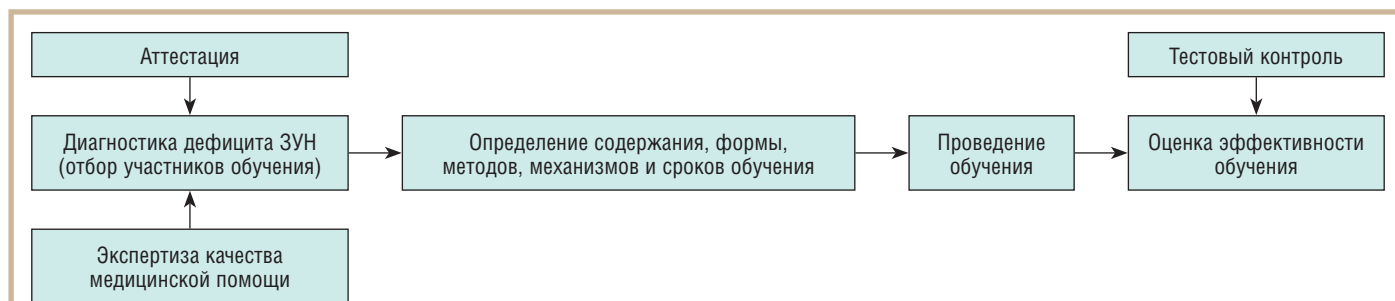 Аттестация
Тестовый контроль
Диагностика дефицита ЗУН
(отбор участников обучения)
Определение содержания, формы,
методов, механизмов и сроков обучения
Проведение
обучения
Оценка эффективности
обучения
Экспертиза качества
медицинской помощи